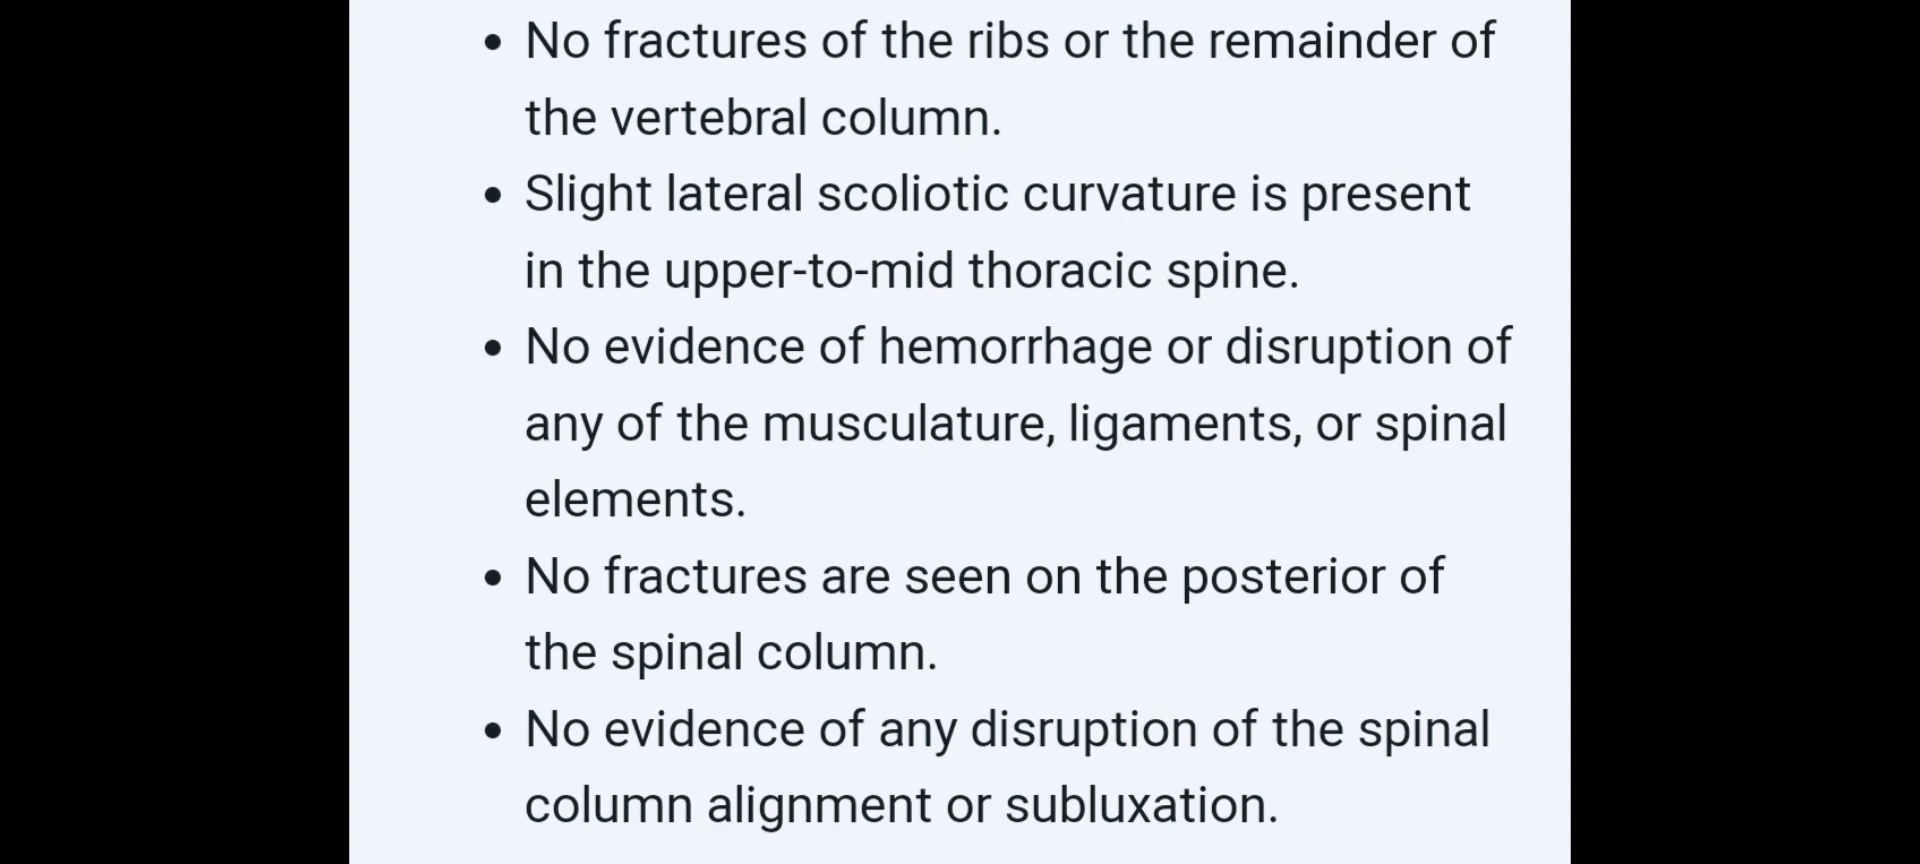 • No fractures of the ribs or the remainder of
the vertebral column.
• Slight lateral scoliotic curvature is present
in the upper-to-mid thoracic spine.
• No evidence of hemorrhage or disruption of
any of the musculature, ligaments, or spinal
elements.
• No fractures are seen on the posterior of
the spinal column.
• No evidence of any disruption of the spinal
column alignment or subluxation.